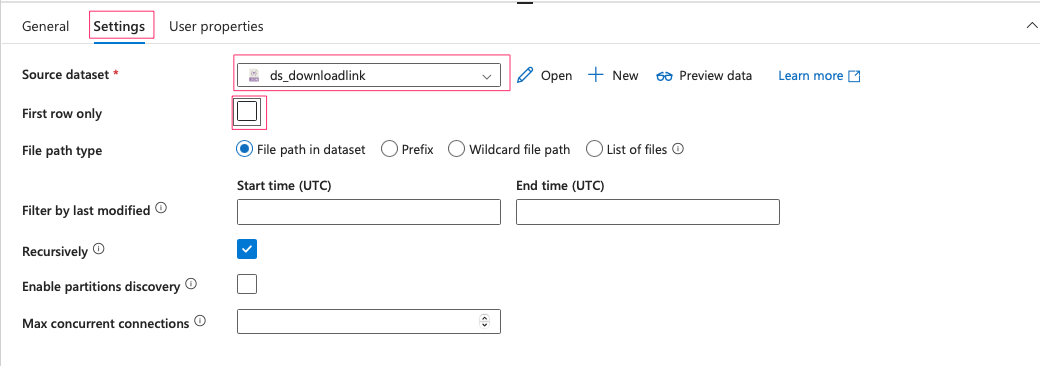 General Settings User properties
Source dataset * ds_downloadlink Open New Preview data Learn more
First row only
File path type File path in dataset Prefix Wildcard file path List of files
Start time (UTC) End time (UTC)
Filter by last modified
Recursively
Enable partitions discovery
Max concurrent connections